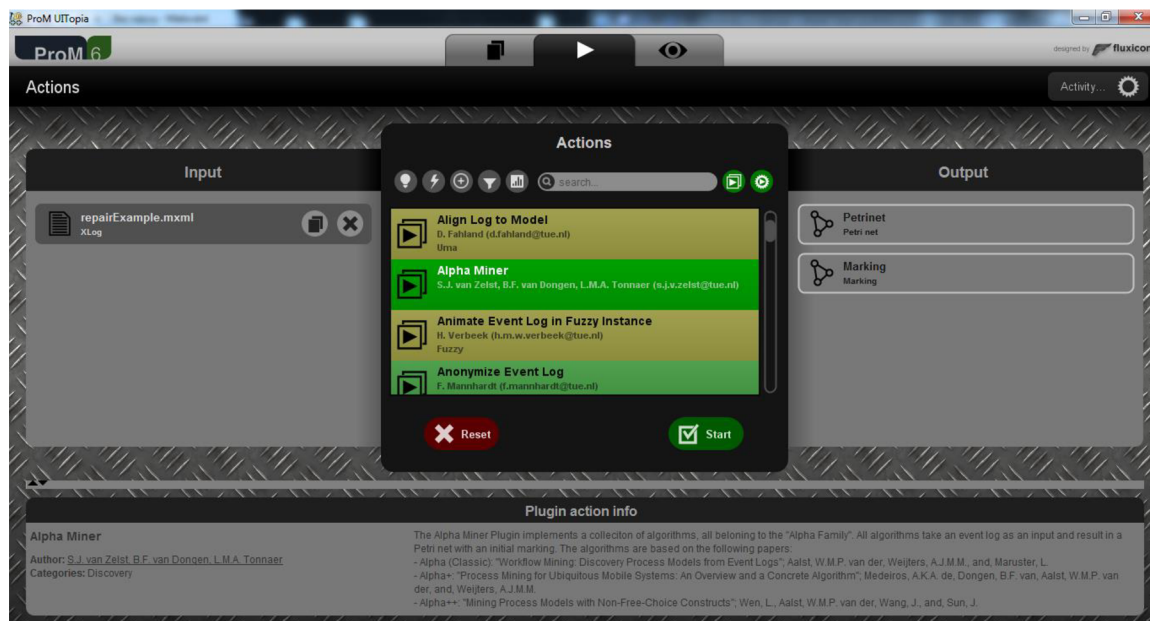 ProM UITopia
ProM 6
designed by fluxicon
Actions
Activity...
Input
repairExample.mxml
XLog
Actions
search...
Align Log to Model
D. Fahland (d.fahland@tue.nl)
Uma
Alpha Miner
S.J. van Zelst, B.F. van Dongen, L.M.A. Tonnaer (s.j.v.zelst@tue.nl)
Animate Event Log in Fuzzy Instance
H. Verbeek (h.m.w.verbeek@tue.nl)
Fuzzy
Anonymize Event Log
F. Mannhardt (f.mannhardt@tue.nl)
Reset
Start
Output
Petrinet
Petri net
Marking
Marking
Plugin action info
Alpha Miner
Author: S.J. van Zelst, B.F. van Dongen, L.M.A. Tonnaer
Categories: Discovery
The Alpha Miner Plugin implements a colleciton of algorithms, all beloning to the "Alpha Family". All algorithms take an event log as an input and result in a
Petri net with an initial marking. The algorithms are based on the following papers:
- Alpha (Classic): "Workflow Mining: Discovery Process Models from Event Logs"; Aalst, W.M.P. van der, Weijters, A.J.M.M., and, Maruster, L.
- Alpha+: "Process Mining for Ubiquitous Mobile Systems: An Overview and a Concrete Algorithm"; Medeiros, A.K.A. de, Dongen, B.F. van, Aalst, W.M.P. van
der, and, Weijters, A.J.M.M.
- Alpha++: "Mining Process Models with Non-Free-Choice Constructs"; Wen, L., Aalst, W.M.P. van der, Wang, J., and, Sun, J.